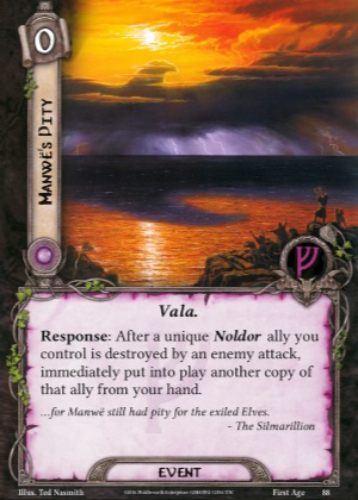 0
MANWË'S PITY
Vala.
Response: After a unique Noldor ally you
control is destroyed by an enemy attack,
immediately put into play another copy of
that ally from your hand.
...for Manwë still had pity for the exiled Elves.
- The Silmarillion
EVENT
Illus. Ted Nasmith
First Age
88